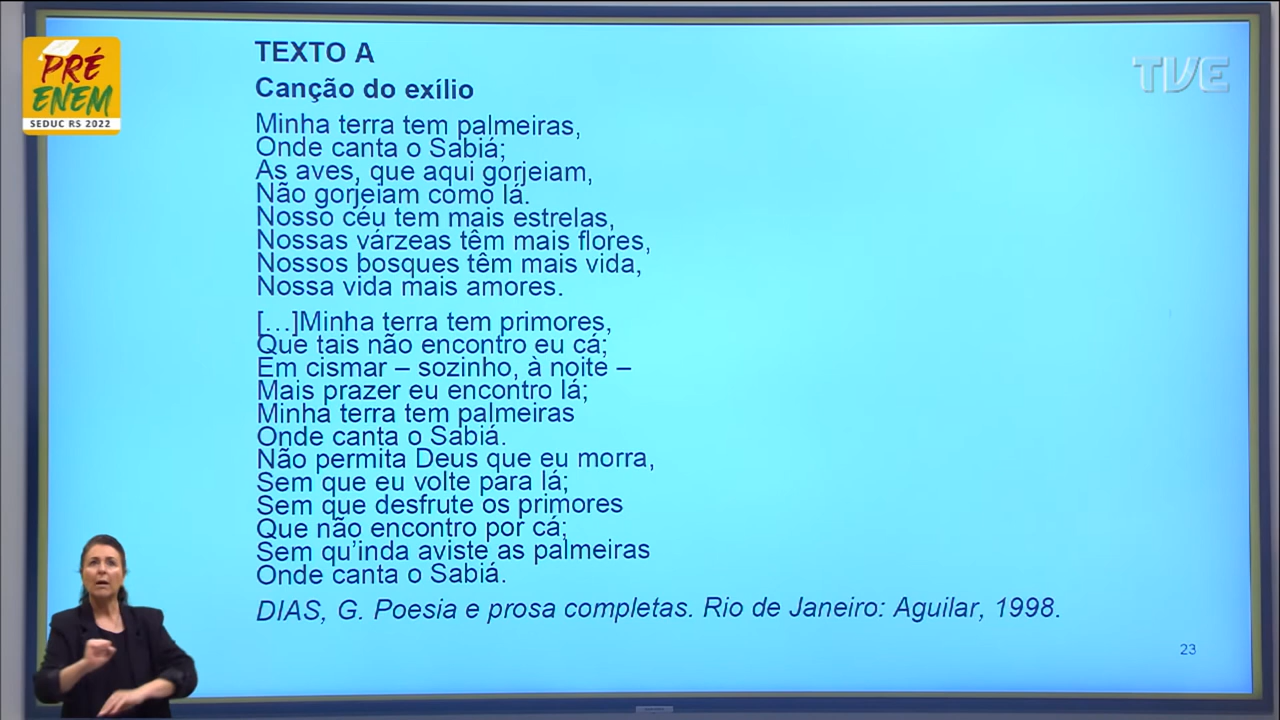 PRÉ
ENEM
SEDUC RS 2022
TVE
TEXTO A
Canção do exílio
Minha terra tem palmeiras,
Onde canta o Sabiá;
As aves, que aqui gorjeiam,
Não gorjeiam como lá.
Nosso céu tem mais estrelas,
Nossas várzeas têm mais flores,
Nossos bosques têm mais vida,
Nossa vida mais amores.
[…]Minha terra tem primores,
Que tais não encontro eu cá;
Em cismar – sozinho, à noite –
Mais prazer eu encontro lá;
Minha terra tem palmeiras
Onde canta o Sabiá.
Não permita Deus que eu morra,
Sem que eu volte para lá;
Sem que desfrute os primores
Que não encontro por cá;
Sem qu’inda aviste as palmeiras
Onde canta o Sabiá.
DIAS, G. Poesia e prosa completas. Rio de Janeiro: Aguilar, 1998.
23